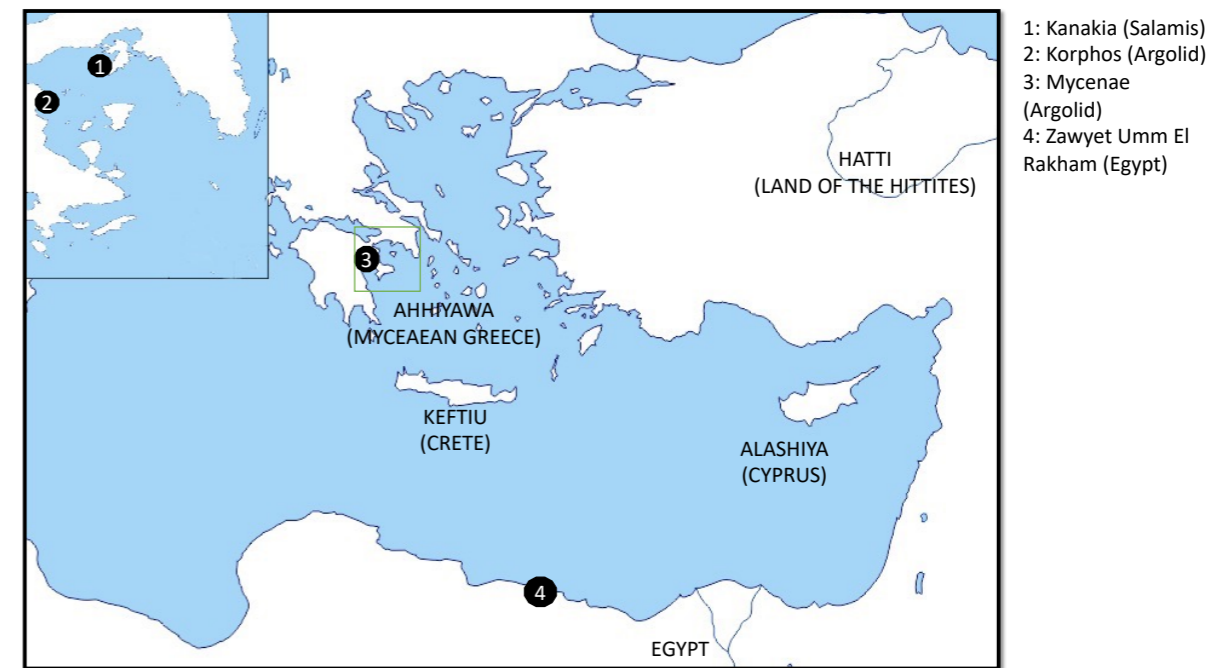 1
2
3
HATTI
(LAND OF THE HITTITES)
AHHIYAWA
(MYCEAEAN GREECE)
KEFTIU
(CRETE)
ALASHIYA
(CYPRUS)
4
EGYPT
1: Kanakia (Salamis)
2: Korphos (Argolid)
3: Mycenae
(Argolid)
4: Zawyet Umm El
Rakham (Egypt)